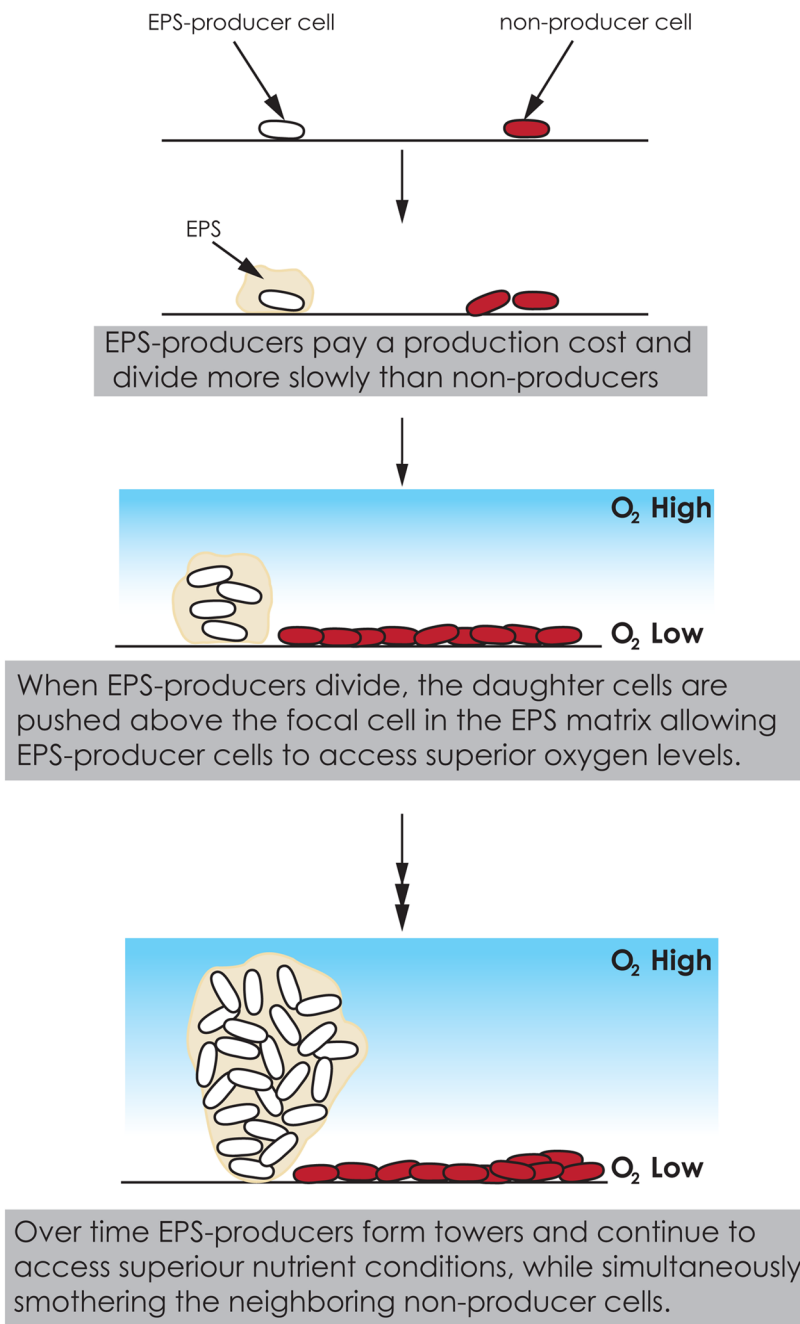 EPS-producer cell
non-producer cell
EPS
EPS-producers pay a production cost and
divide more slowly than non-producers
O₂ High
O₂ Low
When EPS-producers divide, the daughter cells are
pushed above the focal cell in the EPS matrix allowing
EPS-producer cells to access superior oxygen levels.
O₂ High
O₂ Low
Over time EPS-producers form towers and continue to
access superiour nutrient conditions, while simultaneously
smothering the neighboring non-producer cells.